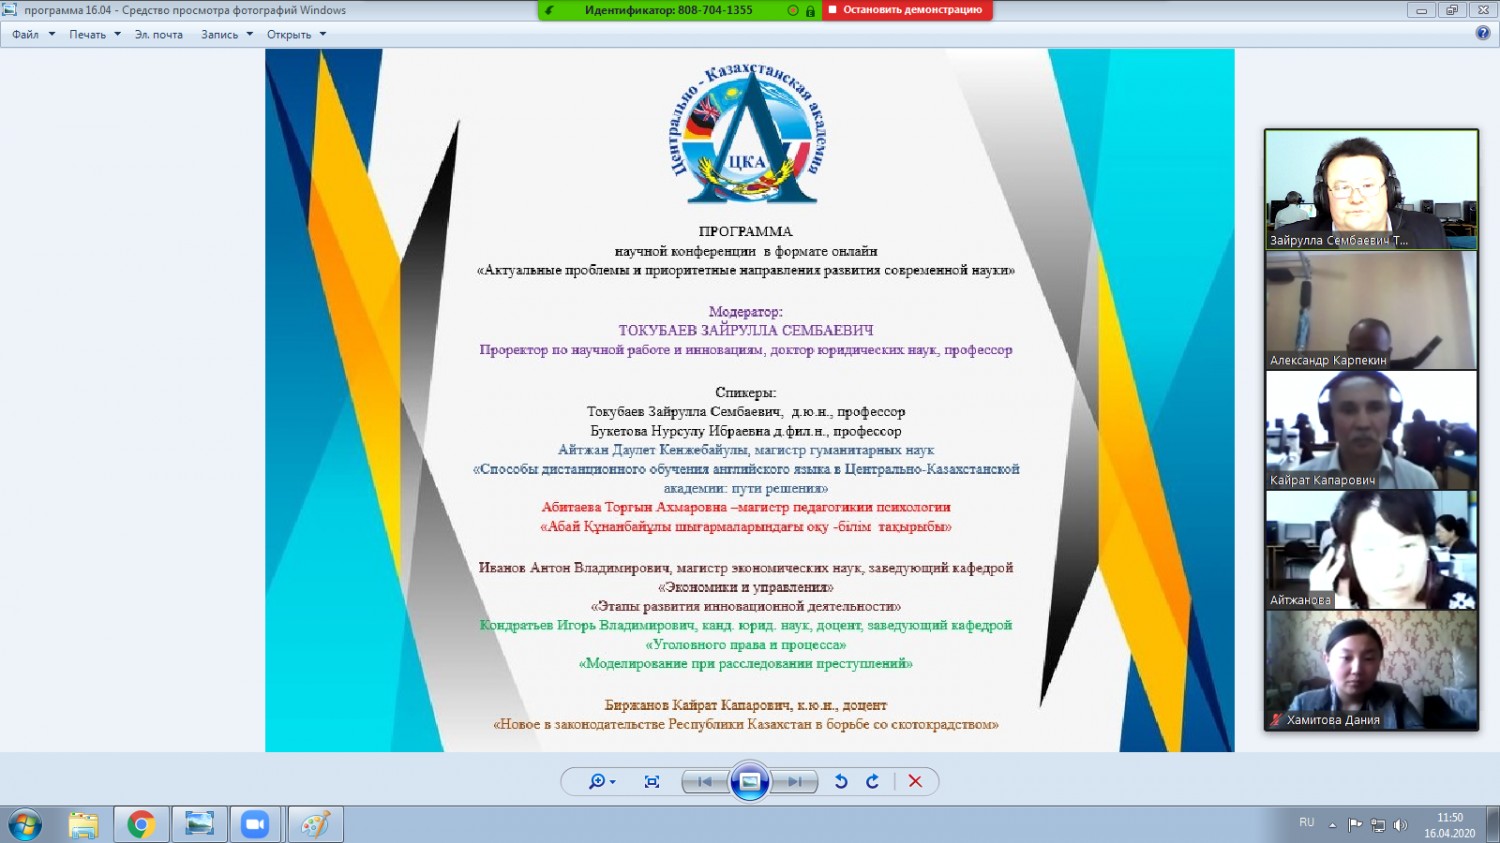 программа 16.04 - Средство просмотра фотографий Windows
Идентификатор: 808-704-1355
Остановить демонстрацию
Файл Печать Эл. почта Запись Открыть
Центрально - Казахстанская академия
ЦКА
ПРОГРАММА
научной конференции в формате онлайн
«Актуальные проблемы и приоритетные направления развития современной науки»
Модератор:
ТОКУБАЕВ ЗАЙРУЛЛА СЕМБАЕВИЧ
Проректор по научной работе и инновациям, доктор юридических наук, профессор
Спикеры:
Токубаев Зайрулла Сембаевич, д.ю.н., профессор
Букетова Нурсулу Ибраевна д.фил.н., профессор
Айтжан Даулет Кенжебайулы, магистр гуманитарных наук
«Способы дистанционного обучения английского языка в Центрально-Казахстанской
академии: пути решения»
Абитаева Торгын Ахмаровна –магистр педагогикии психологии
«Абай Құнанбайұлы шығармаларындағы оқу -білім тақырыбы»
Иванов Антон Владимирович, магистр экономических наук, заведующий кафедрой
«Экономики и управления»
«Этапы развития инновационной деятельности»
Кондратьев Игорь Владимирович, канд. юрид. наук, доцент, заведующий кафедрой
«Уголовного права и процесса»
«Моделирование при расследовании преступлений»
Биржанов Кайрат Капарович, к.ю.н., доцент
«Новое в законодательстве Республики Казахстан в борьбе со скотокрадством»
Зайрулла Сембаевич Т...
Александр Карпекин
Кайрат Капарович
Айтжанова
Хамитова Дания
RU
11:50
16.04.2020